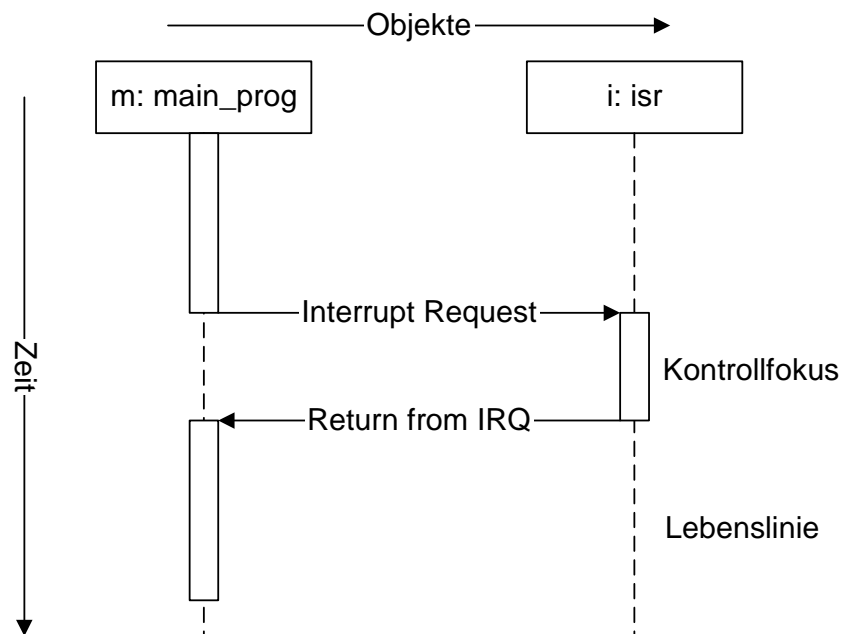 Objekte
m: main_prog
i: isr
Interrupt Request
Zeit
Kontrollfokus
Return from IRQ
Lebenslinie